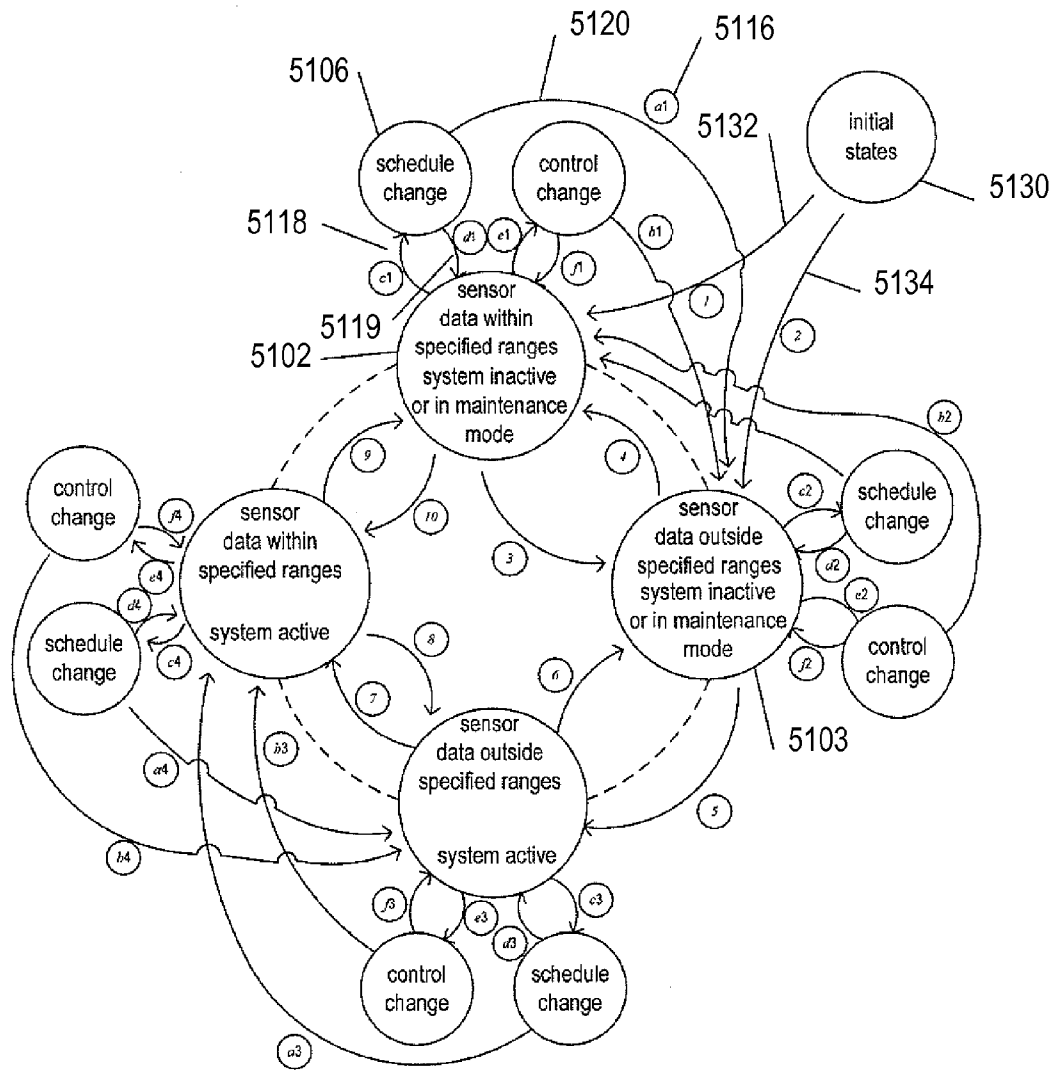 5120
5116
5106
a1
5132
initial
states
schedule
change
control
change
5130
5118
d1
e1
b1
c1
f1
5134
sensor
data within
specified ranges
system inactive
or in maintenance
mode
1
5119
2
5102
b2
9
4
control
change
c2
schedule
change
f4
sensor
data within
specified ranges
system active
10
sensor
data outside
specified ranges
system inactive
or in maintenance
mode
3
d2
e4
e2
d4
schedule
change
control
change
8
c4
f2
6
7
sensor
data outside
specified ranges
system active
5103
b3
a4
5
b4
f3
e3
c3
d3
control
change
schedule
change
a3